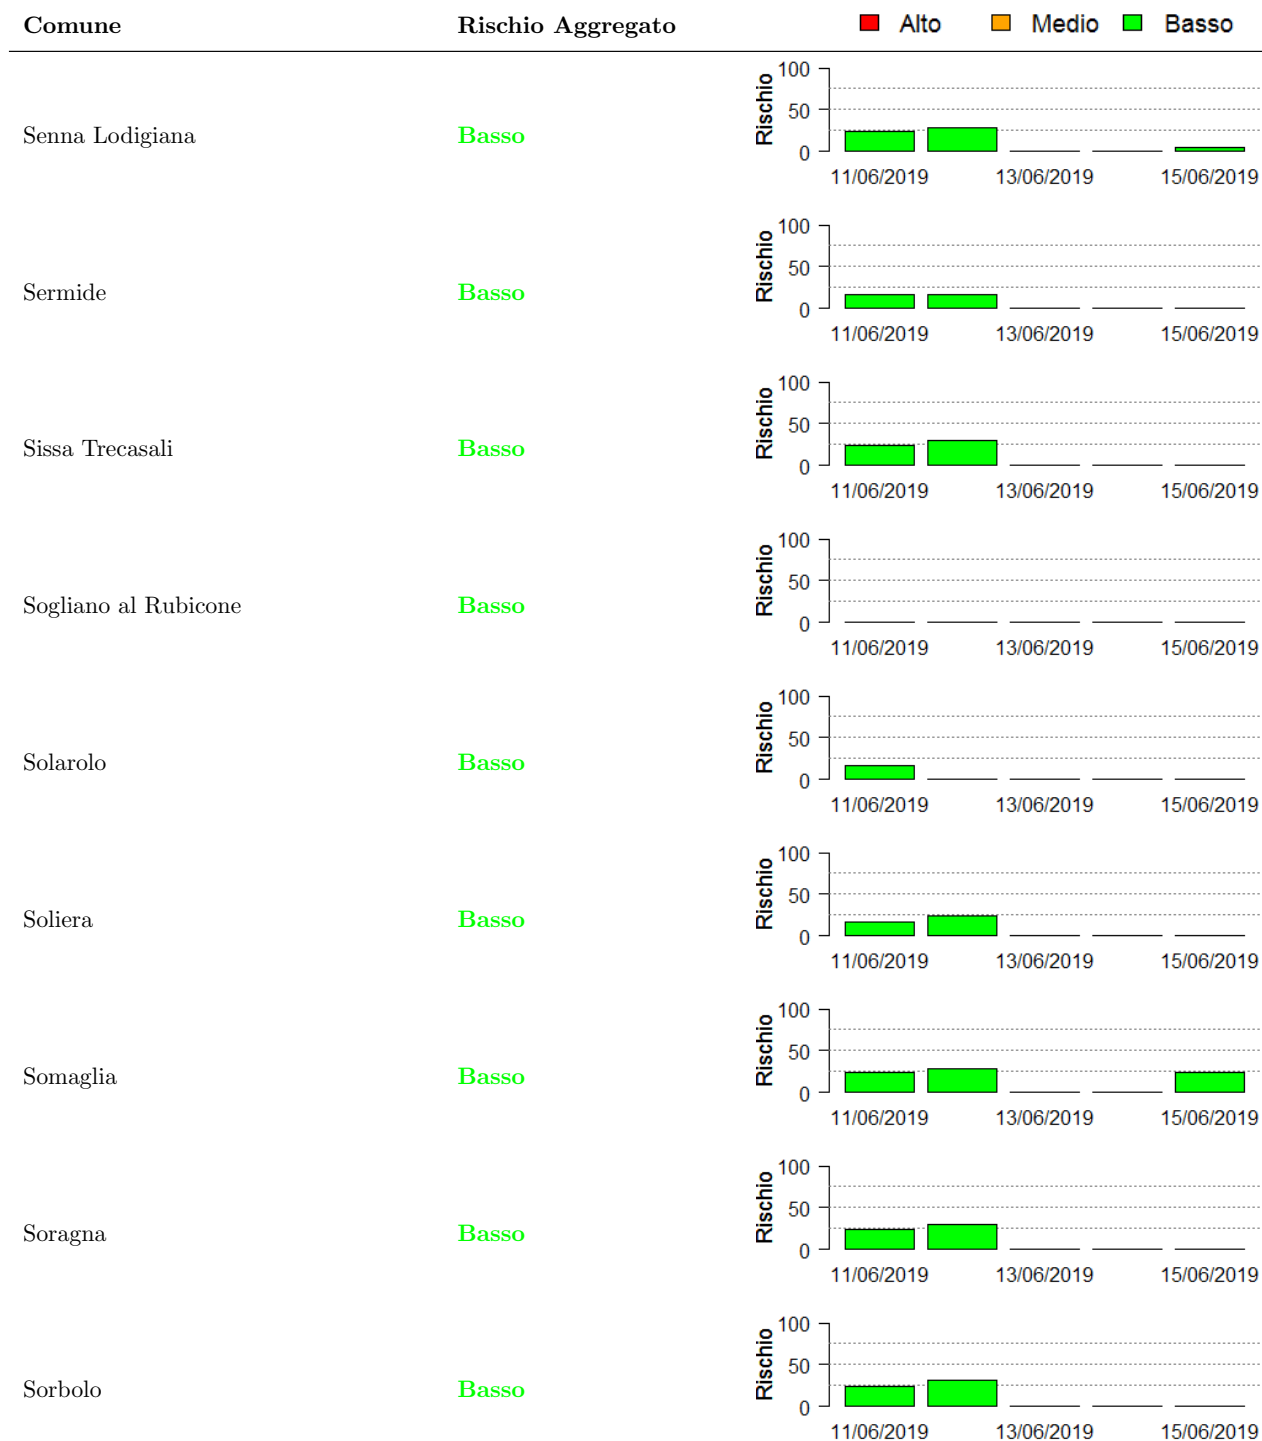 Comune Rischio Aggregato Alto Medio Basso
100
50
0
Rischio
Senna Lodigiana Basso
11/06/2019 13/06/2019 15/06/2019
100
50
0
Rischio
Sermide Basso
11/06/2019 13/06/2019 15/06/2019
100
50
0
Rischio
Sissa Trecasali Basso
11/06/2019 13/06/2019 15/06/2019
100
50
0
Rischio
Sogliano al Rubicone Basso
11/06/2019 13/06/2019 15/06/2019
100
50
0
Rischio
Solarolo Basso
11/06/2019 13/06/2019 15/06/2019
100
50
0
Rischio
Soliera Basso
11/06/2019 13/06/2019 15/06/2019
100
50
0
Rischio
Somaglia Basso
11/06/2019 13/06/2019 15/06/2019
100
50
0
Rischio
Soragna Basso
11/06/2019 13/06/2019 15/06/2019
100
50
0
Rischio
Sorbolo Basso
11/06/2019 13/06/2019 15/06/2019